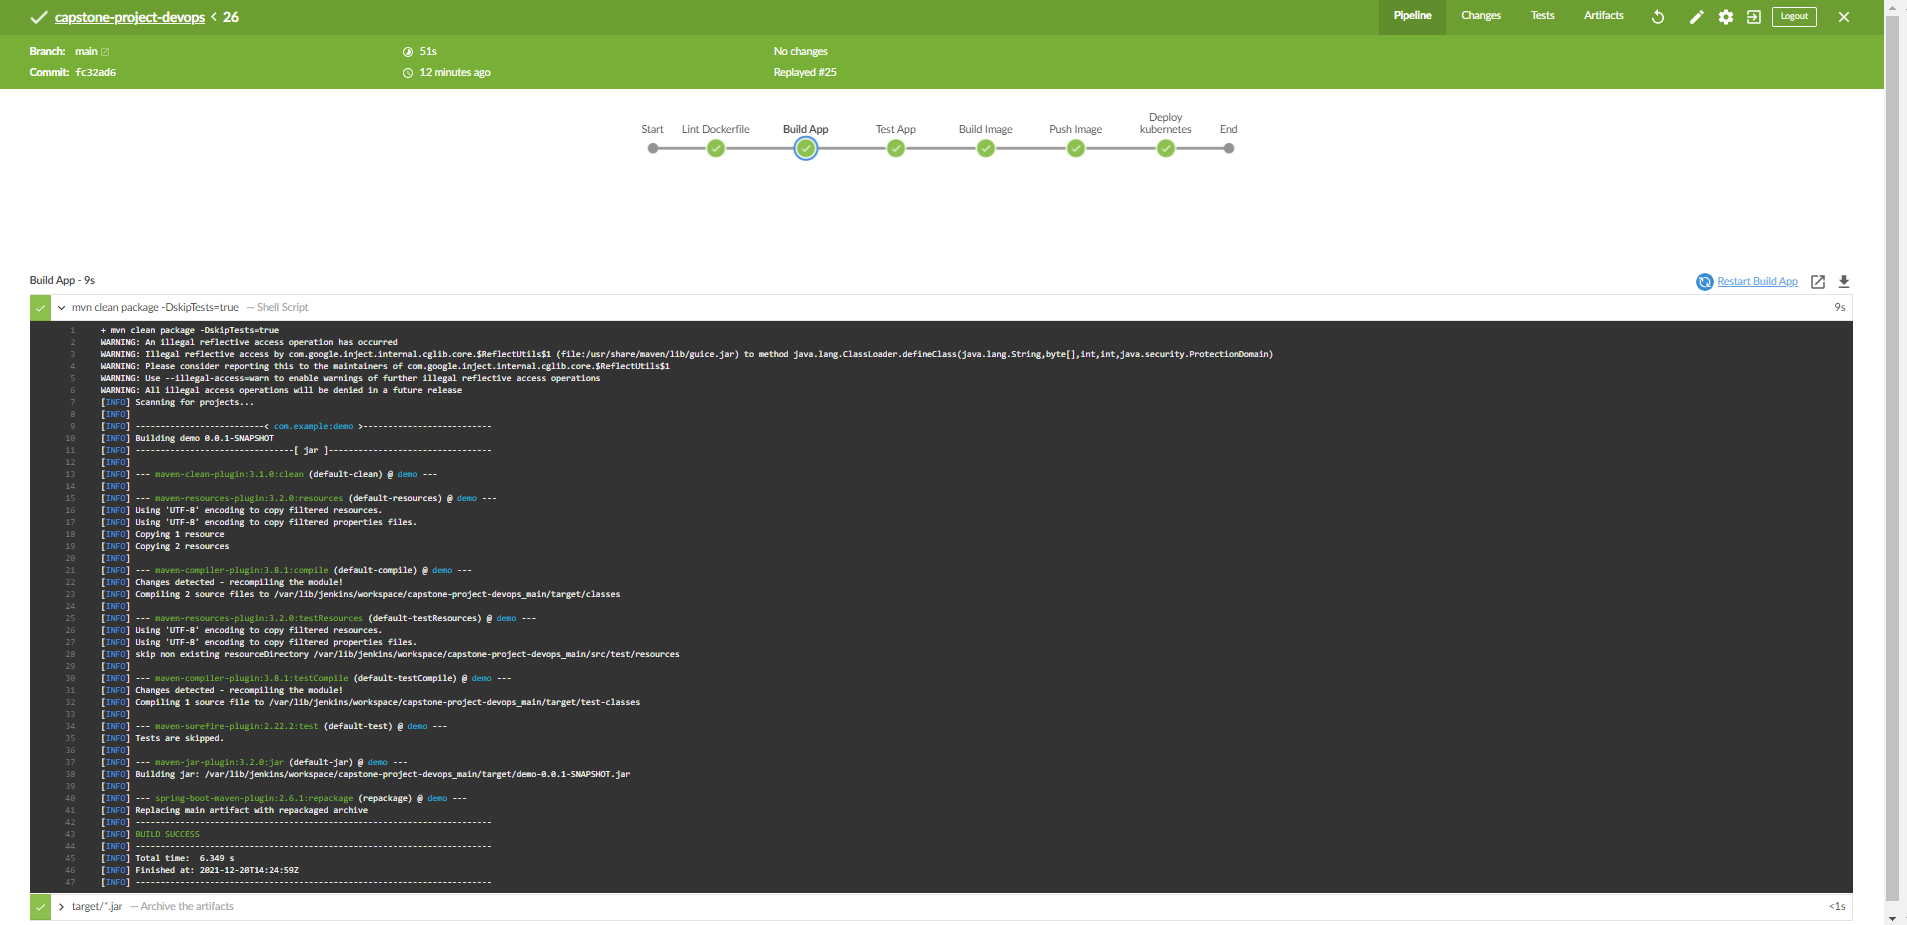 capstone-project-devops < 26
Pipeline
Changes
Tests
Artifacts
Logout
Branch: main
51s
No changes
Commit: fc32ad6
12 minutes ago
Replayed #25
Start
Lint Dockerfile
Build App
Test App
Build Image
Push Image
Deploy
kubernetes
End
Build App - 9s
Restart Build App
mvn clean package -DskipTests=true — Shell Script
9s
1 + mvn clean package -DskipTests=true
2 WARNING: An illegal reflective access operation has occurred
3 WARNING: Illegal reflective access by com.google.inject.internal.cglib.core.$ReflectUtils$1 (file:/usr/share/maven/lib/guice.jar) to method java.lang.ClassLoader.defineClass(java.lang.String,byte[],int,int,java.security.ProtectionDomain)
4 WARNING: Please consider reporting this to the maintainers of com.google.inject.internal.cglib.core.$ReflectUtils$1
5 WARNING: Use --illegal-access=warn to enable warnings of further illegal reflective access operations
6 WARNING: All illegal access operations will be denied in a future release
7 [INFO] Scanning for projects...
8 [INFO]
9 [INFO] --------------------------< com.example:demo >--------------------------
10 [INFO] Building demo 0.0.1-SNAPSHOT
11 [INFO] --------------------------------[ jar ]---------------------------------
12 [INFO]
13 [INFO] --- maven-clean-plugin:3.1.0:clean (default-clean) @ demo ---
14 [INFO]
15 [INFO] --- maven-resources-plugin:3.2.0:resources (default-resources) @ demo ---
16 [INFO] Using 'UTF-8' encoding to copy filtered resources.
17 [INFO] Using 'UTF-8' encoding to copy filtered properties files.
18 [INFO] Copying 1 resource
19 [INFO] Copying 2 resources
20 [INFO]
21 [INFO] --- maven-compiler-plugin:3.8.1:compile (default-compile) @ demo ---
22 [INFO] Changes detected - recompiling the module!
23 [INFO] Compiling 2 source files to /var/lib/jenkins/workspace/capstone-project-devops_main/target/classes
24 [INFO]
25 [INFO] --- maven-resources-plugin:3.2.0:testResources (default-testResources) @ demo ---
26 [INFO] Using 'UTF-8' encoding to copy filtered resources.
27 [INFO] Using 'UTF-8' encoding to copy filtered properties files.
28 [INFO] skip non existing resourceDirectory /var/lib/jenkins/workspace/capstone-project-devops_main/src/test/resources
29 [INFO]
30 [INFO] --- maven-compiler-plugin:3.8.1:testCompile (default-testCompile) @ demo ---
31 [INFO] Changes detected - recompiling the module!
32 [INFO] Compiling 1 source file to /var/lib/jenkins/workspace/capstone-project-devops_main/target/test-classes
33 [INFO]
34 [INFO] --- maven-surefire-plugin:2.22.2:test (default-test) @ demo ---
35 [INFO] Tests are skipped.
36 [INFO]
37 [INFO] --- maven-jar-plugin:3.2.0:jar (default-jar) @ demo ---
38 [INFO] Building jar: /var/lib/jenkins/workspace/capstone-project-devops_main/target/demo-0.0.1-SNAPSHOT.jar
39 [INFO]
40 [INFO] --- spring-boot-maven-plugin:2.6.1:repackage (repackage) @ demo ---
41 [INFO] Replacing main artifact with repackaged archive
42 [INFO] ------------------------------------------------------------------------
43 [INFO] BUILD SUCCESS
44 [INFO] ------------------------------------------------------------------------
45 [INFO] Total time:  6.349 s
46 [INFO] Finished at: 2021-12-20T14:24:59Z
47 [INFO] ------------------------------------------------------------------------
target/*.jar — Archive the artifacts
<1s